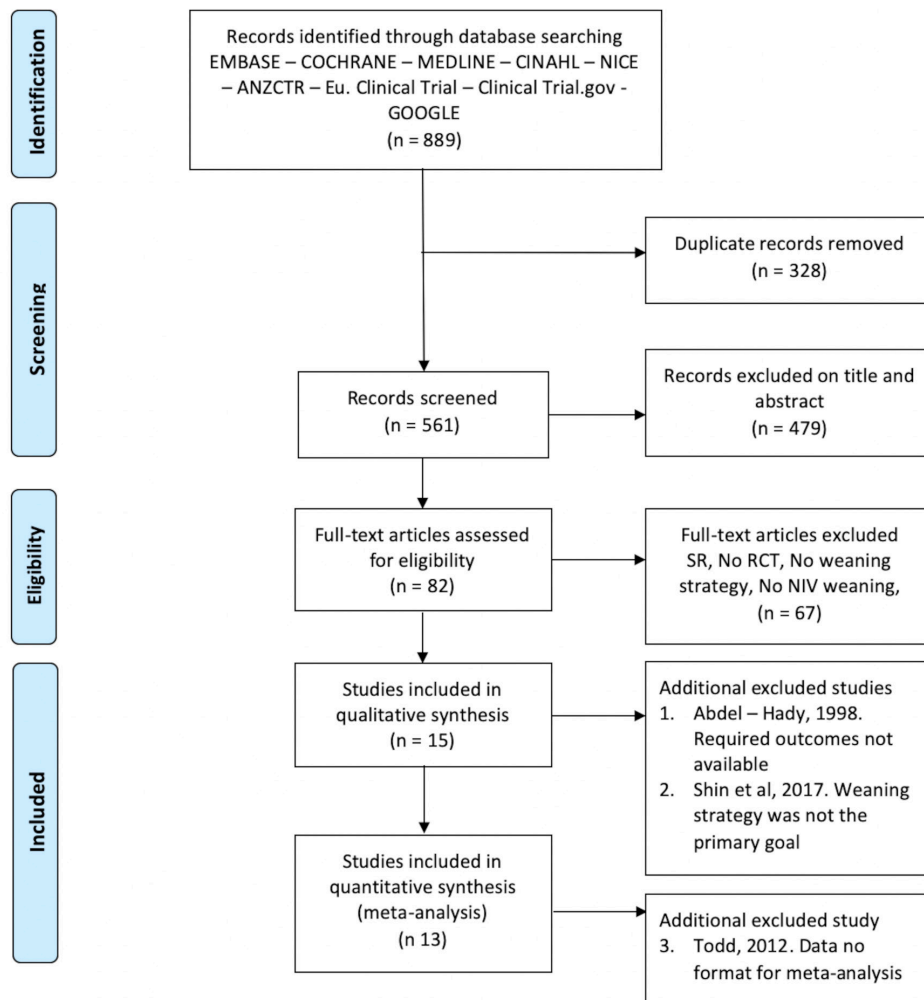 Identification
Records identified through database searching
EMBASE – COCHRANE – MEDLINE – CINAHL – NICE
– ANZCTR – Eu. Clinical Trial – Clinical Trial.gov -
GOOGLE
(n = 889)
Screening
Duplicate records removed
(n = 328)
Records screened
(n = 561)
Records excluded on title and
abstract
(n = 479)
Eligibility
Full-text articles assessed
for eligibility
(n = 82)
Full-text articles excluded
SR, No RCT, No weaning
strategy, No NIV weaning,
(n = 67)
Included
Studies included in
qualitative synthesis
(n = 15)
Additional excluded studies
1. Abdel – Hady, 1998.
Required outcomes not
available
2. Shin et al, 2017. Weaning
strategy was not the
primary goal
Studies included in
quantitative synthesis
(meta-analysis)
(n 13)
Additional excluded study
3. Todd, 2012. Data no
format for meta-analysis